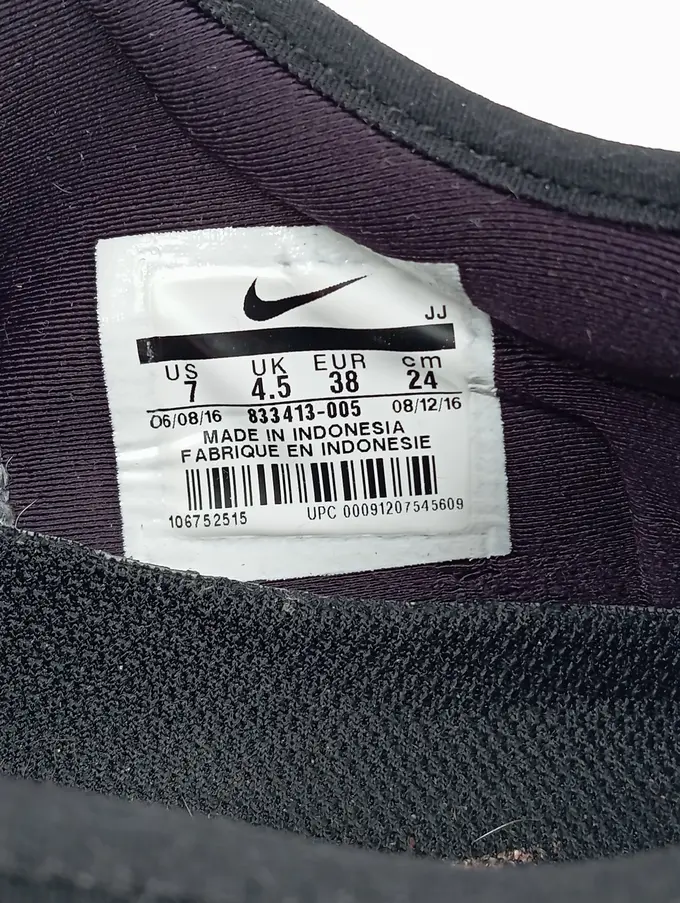 JJ
US UK EUR cm
7 4.5 38 24
06/08/16 833413-005 08/12/16
MADE IN INDONESIA
FABRIQUE EN INDONESIE
106752515 UPC 00091207545609